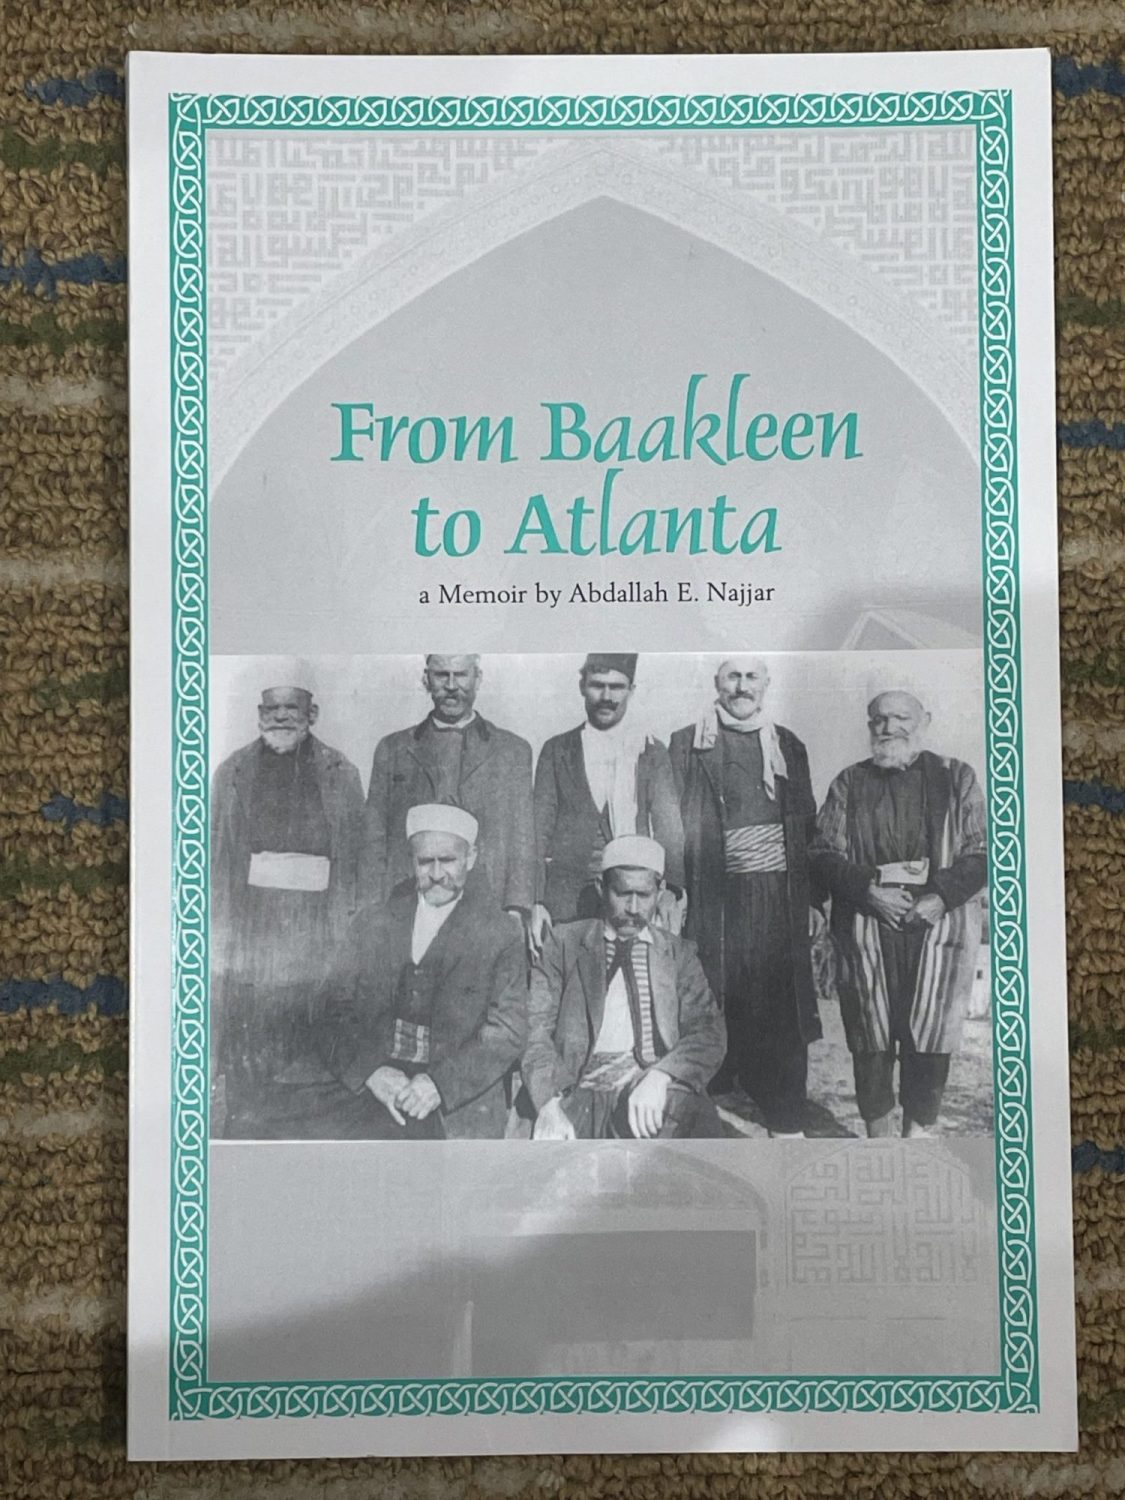 From Baakleen
to Atlanta
a Memoir by Abdallah E. Najjar